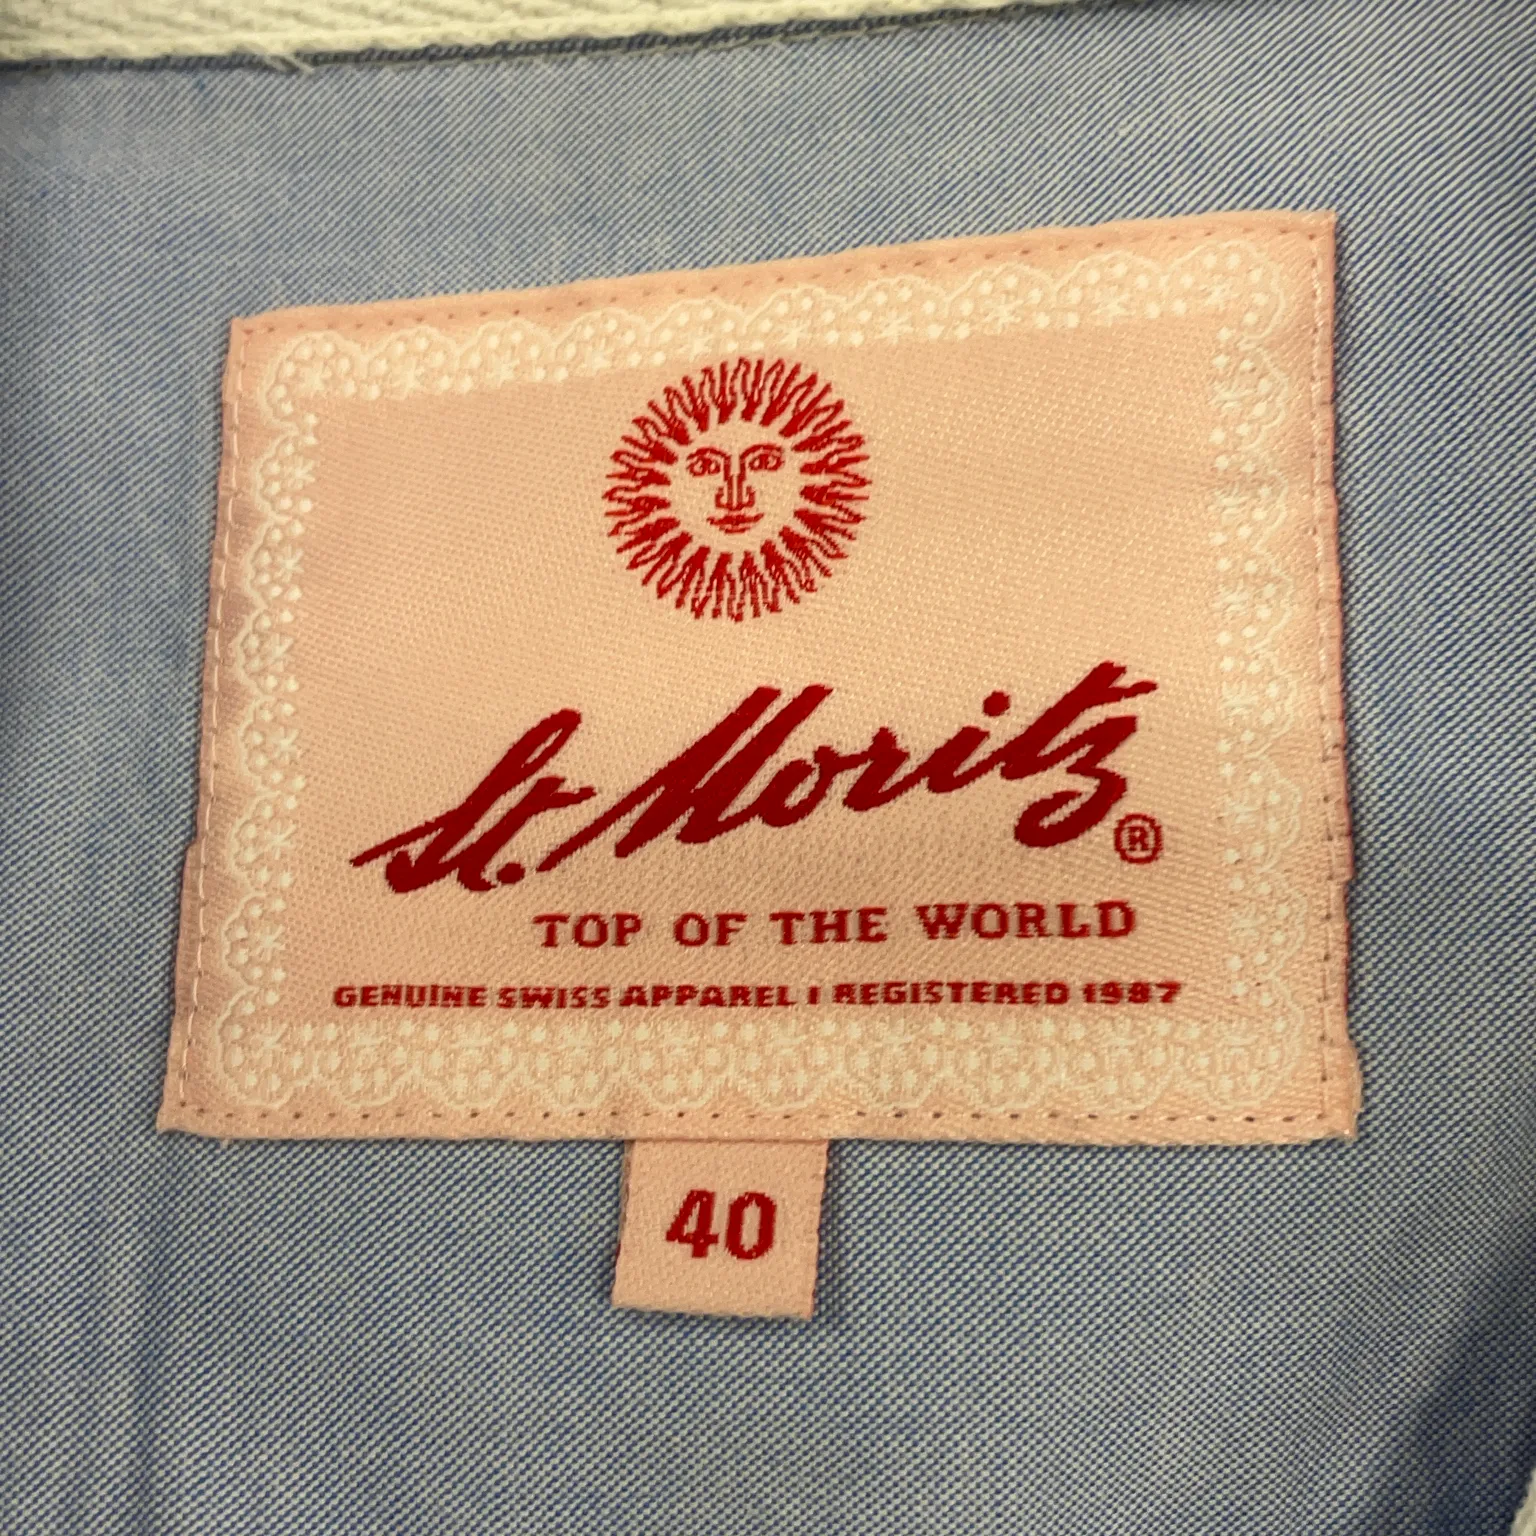 St. Moritz®
TOP OF THE WORLD
GENUINE SWISS APPAREL | REGISTERED 1987
40